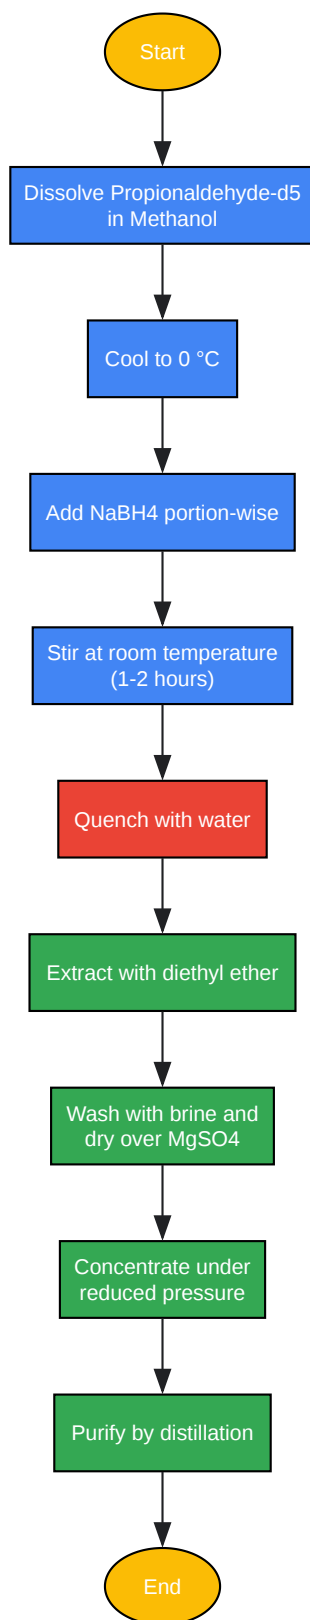 Start
Dissolve Propionaldehyde-d5
in Methanol
Cool to 0 °C
Add NaBH4 portion-wise
Stir at room temperature
(1-2 hours)
Quench with water
Extract with diethyl ether
Wash with brine and
dry over MgSO4
Concentrate under
reduced pressure
Purify by distillation
End